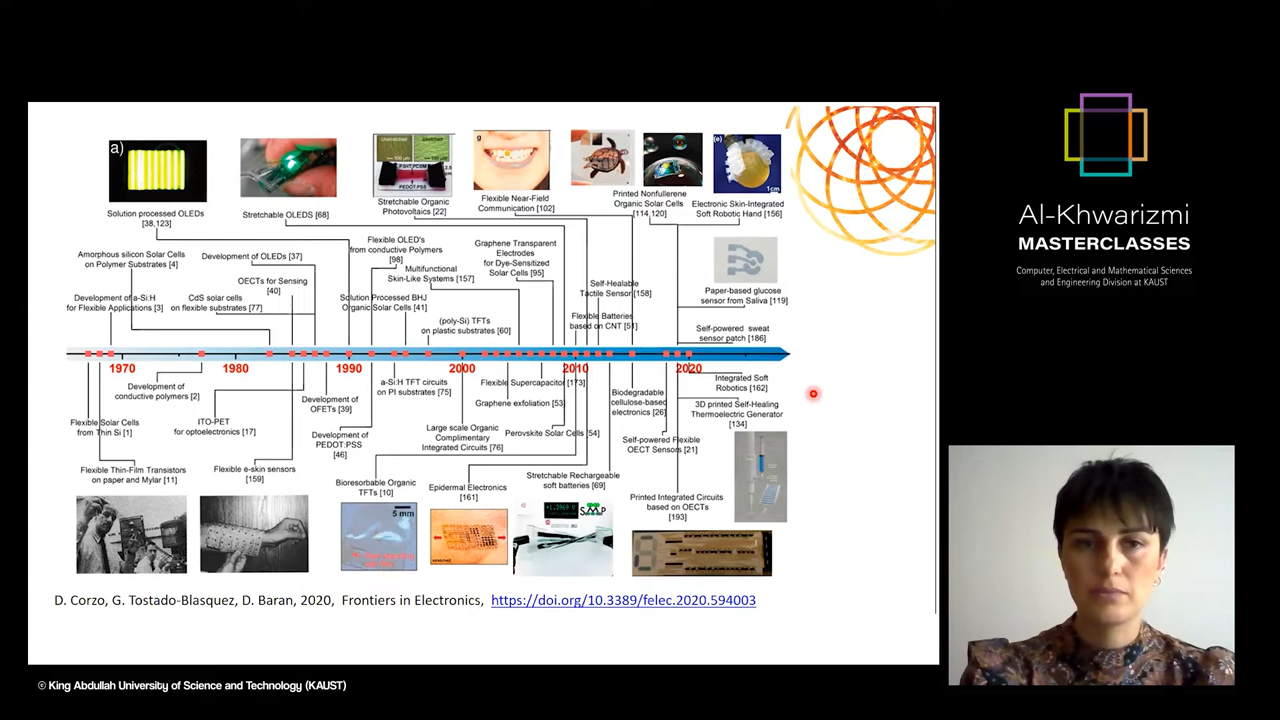 a)
Solution processed OLEDs
[38,123]
Stretchable OLEDS [68]
Stretchable Organic
Photovoltaics [22]
g
Flexible Near-Field
Communication [102]
Printed Nonfullerene
Organic Solar Cells
[114,120]
(e)
1cm
Electronic Skin-Integrated
Soft Robotic Hand [156]
Amorphous silicon Solar Cells
on Polymer Substrates [4]
Development of OLEDs [37]
Flexible OLED's
from conductive Polymers
[98]
Graphene Transparent
Electrodes
for Dye-Sensitized
Solar Cells [95]
OECTs for Sensing
[40]
Multifunctional
Skin-Like Systems [157]
Self-Healable
Tactile Sensor [158]
Paper-based glucose
sensor from Saliva [119]
Development of a-Si:H
for Flexible Applications [3]
CdS solar cells
on flexible substrates [77]
Solution Processed BHJ
Organic Solar Cells [41]
(poly-Si) TFTs
on plastic substrates [60]
Flexible Batteries
based on CNT [51]
Self-powered sweat
sensor patch [186]
1970
1980
1990
2000
2010
2020
Development of
conductive polymers [2]
a-Si:H TFT circuits
on PI substrates [75]
Flexible Supercapacitor [173]
Integrated Soft
Robotics [162]
Flexible Solar Cells
from Thin Si [1]
ITO-PET
for optoelectronics [17]
Development of
OFETs [39]
Graphene exfoliation [53]
Biodegradable
cellulose-based
electronics [26]
3D printed Self-Healing
Thermoelectric Generator
[134]
Development of
PEDOT:PSS
[46]
Large scale Organic
Complimentary
Integrated Circuits [76]
Perovskite Solar Cells [54]
Self-powered Flexible
OECT Sensors [21]
Flexible Thin-Film Transistors
on paper and Mylar [11]
Flexible e-skin sensors
[159]
Bioresorbable Organic
TFTs [10]
Epidermal Electronics
[161]
Stretchable Rechargeable
soft batteries [69]
Printed Integrated Circuits
based on OECTs
[193]
5 mm
D. Corzo, G. Tostado-Blasquez, D. Baran, 2020, Frontiers in Electronics, https://doi.org/10.3389/felec.2020.594003
Al-Khwarizmi
MASTERCLASSES
Computer, Electrical and Mathematical Sciences
and Engineering Division at KAUST
© King Abdullah University of Science and Technology (KAUST)